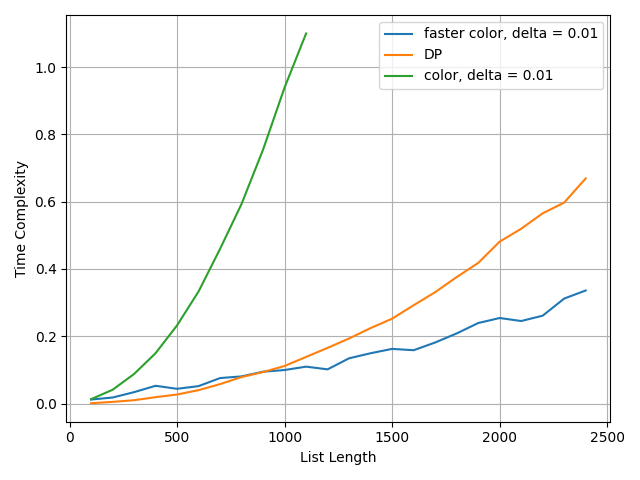 faster color, delta = 0.01
DP
color, delta = 0.01
Time Complexity
1.0
0.8
0.6
0.4
0.2
0.0
0 500 1000 1500 2000 2500
List Length